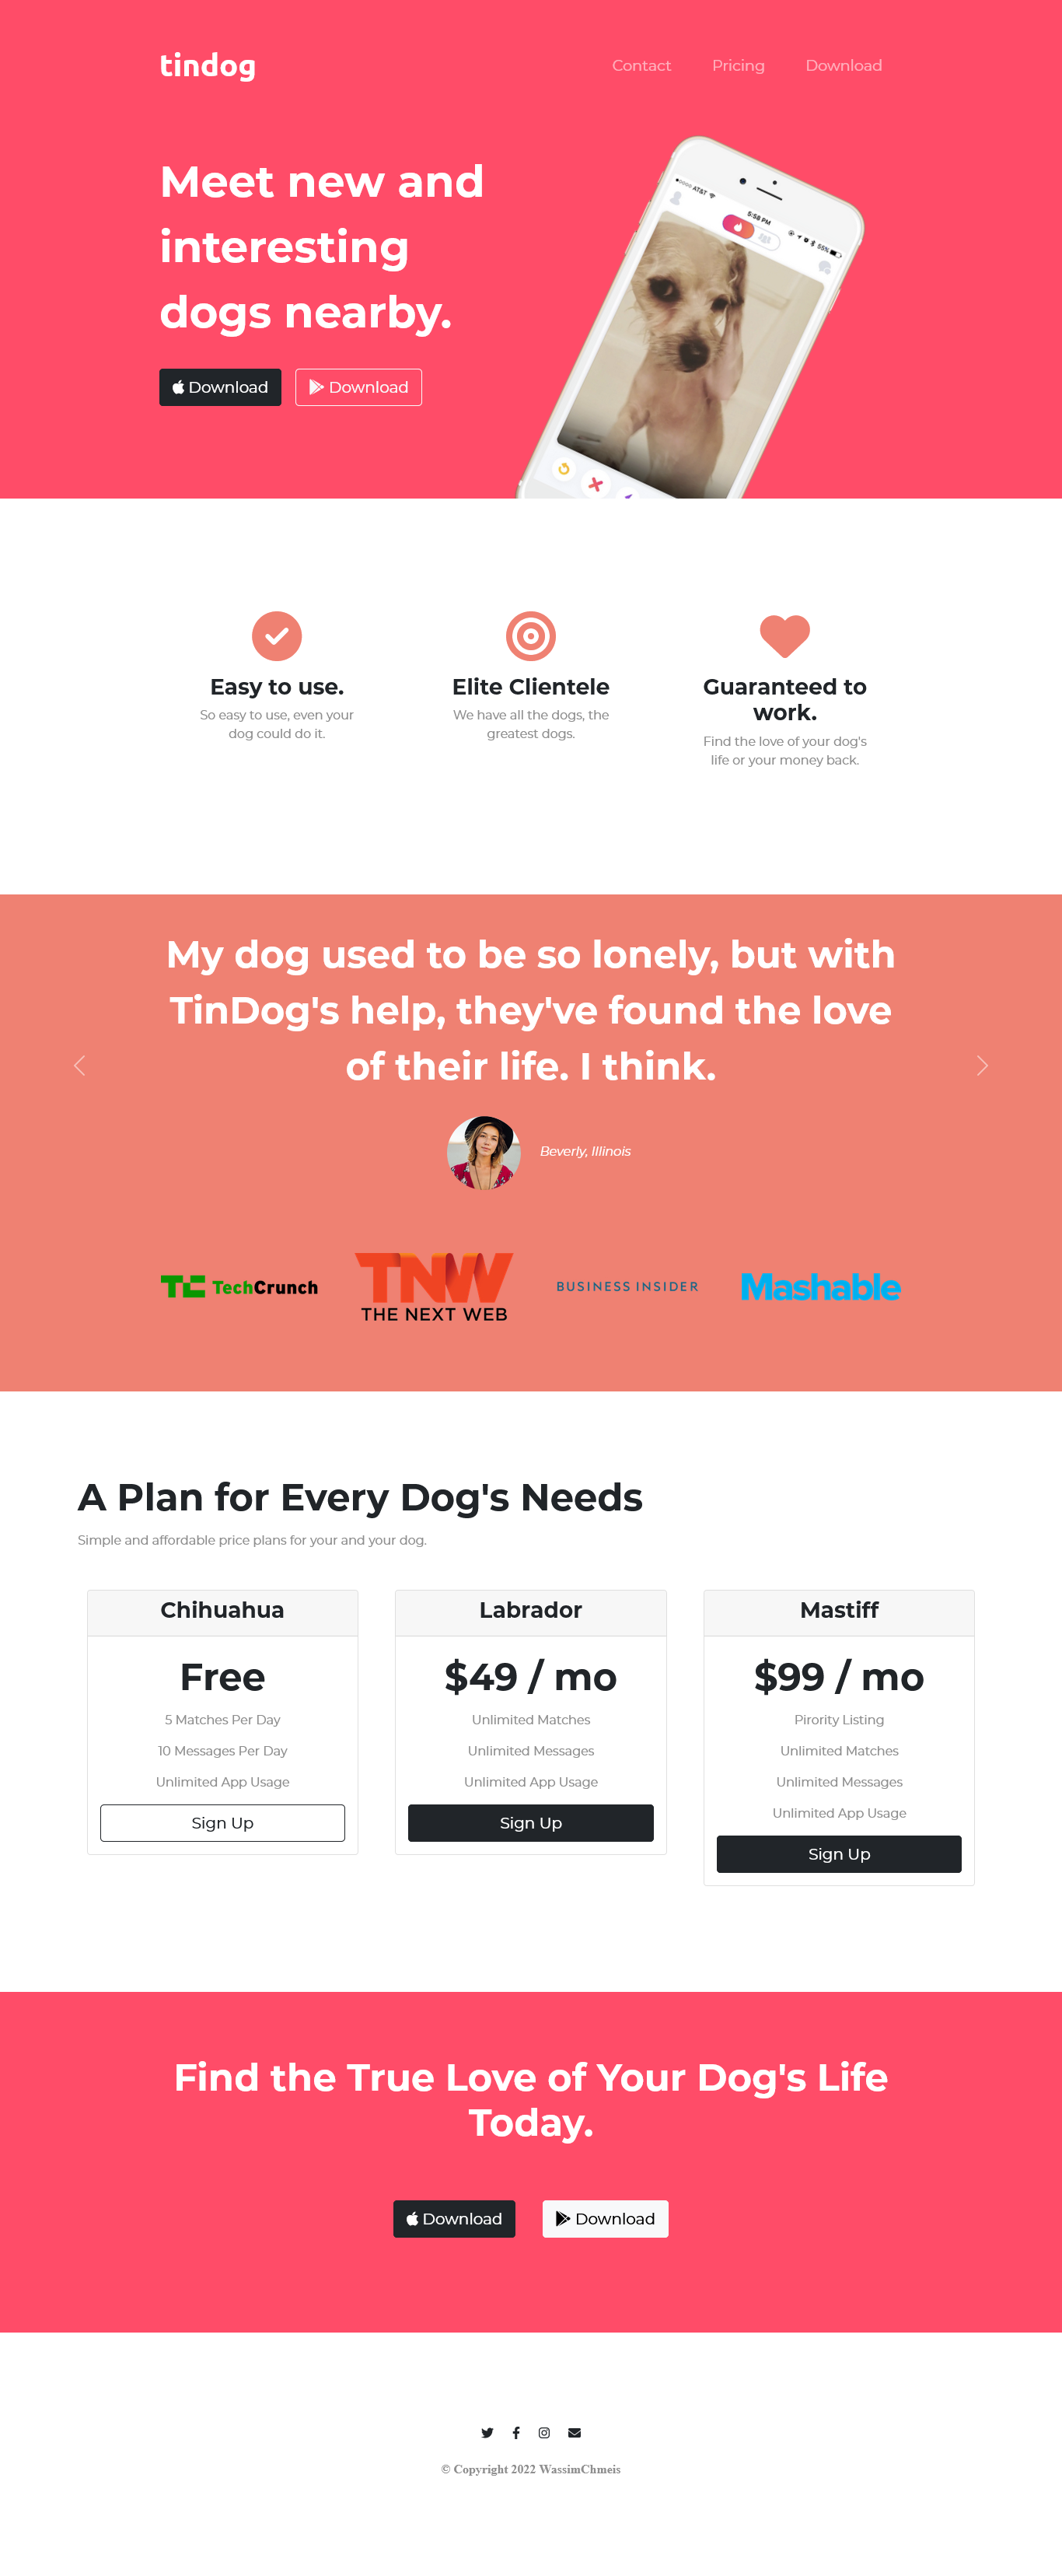 tindog
Contact Pricing Download
Meet new and
interesting
dogs nearby.
Download Download
AT&T
5:58 PM
55%
Easy to use.
So easy to use, even your
dog could do it.
Elite Clientele
We have all the dogs, the
greatest dogs.
Guaranteed to
work.
Find the love of your dog's
life or your money back.
My dog used to be so lonely, but with
TinDog's help, they've found the love
of their life. I think.
Beverly, Illinois
TC TechCrunch
TNW
THE NEXT WEB
BUSINESS INSIDER
Mashable
A Plan for Every Dog's Needs
Simple and affordable price plans for your and your dog.
Chihuahua
Free
5 Matches Per Day
10 Messages Per Day
Unlimited App Usage
Sign Up
Labrador
$49 / mo
Unlimited Matches
Unlimited Messages
Unlimited App Usage
Sign Up
Mastiff
$99 / mo
Pirority Listing
Unlimited Matches
Unlimited Messages
Unlimited App Usage
Sign Up
Find the True Love of Your Dog's Life
Today.
Download Download
© Copyright 2022 WassimChmeis